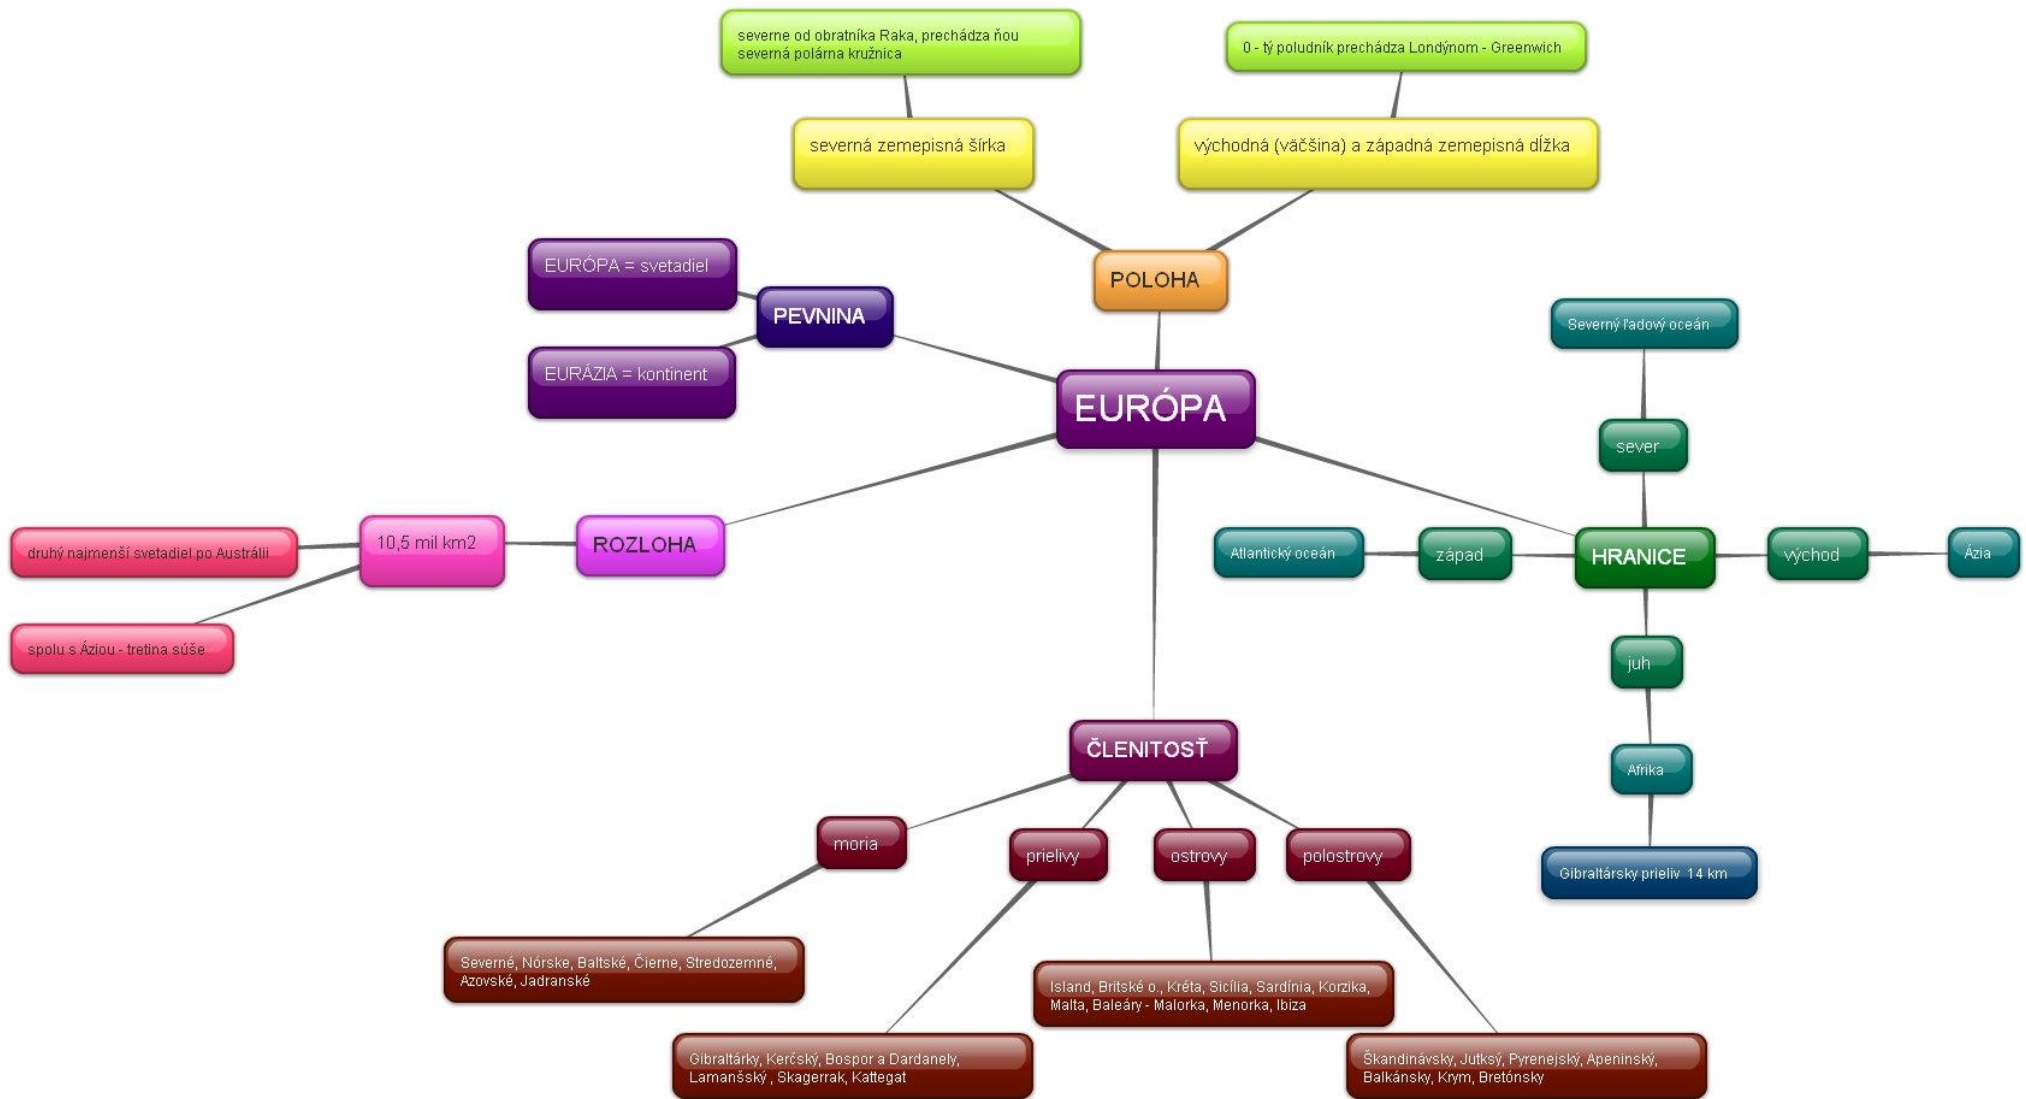 severne od obratníka Raka, prechádza ňou
severná polárna kružnica
0 - tý poludník prechádza Londýnom - Greenwich
severná zemepisná šírka
východná (väčšina) a západná zemepisná dĺžka
POLOHA
EURÓPA = svetadiel
PEVNINA
EURÁZIA = kontinent
EURÓPA
Severný ľadový oceán
sever
Atlantický oceán
západ
HRANICE
východ
Ázia
juh
Afrika
Gibraltársky prieliv 14 km
ROZLOHA
10,5 mil km2
druhý najmenší svetadiel po Austrálii
spolu s Áziou - tretina súše
ČLENITOSŤ
moria
prielivy
ostrovy
polostrovy
Severné, Nórske, Baltské, Čierne, Stredozemné,
Azovské, Jadranské
Gibraltárky, Kerčský, Bospor a Dardanely,
Lamanšský , Skagerrak, Kattegat
Island, Britské o., Kréta, Sicília, Sardínia, Korzika,
Malta, Baleáry - Malorka, Menorka, Ibiza
Škandinávsky, Jutksý, Pyrenejský, Apeninský,
Balkánsky, Krym, Bretónsky